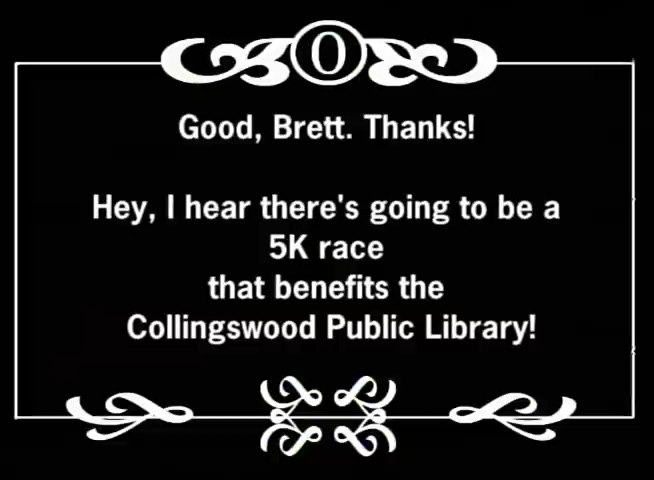 O
Good, Brett. Thanks!
Hey, I hear there's going to be a
5K race
that benefits the
Collingswood Public Library!